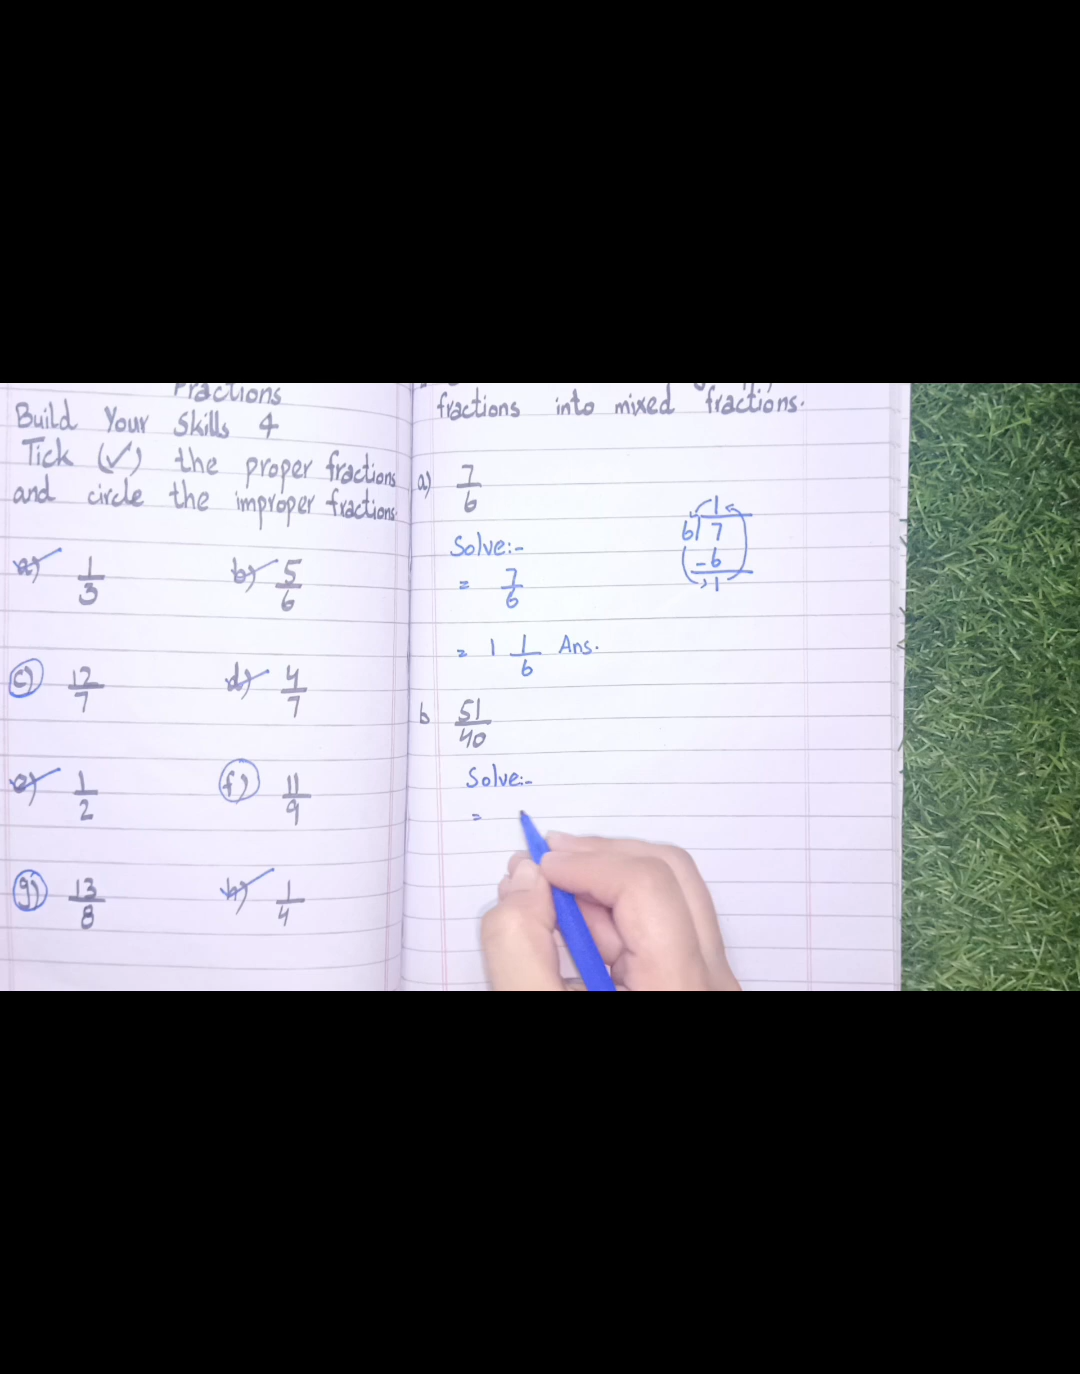 Fractions
Build Your Skills 4
Tick (✓) the proper fractions
and circle the improper fractions.
a) 1/3
b) 5/6
c) 12/7
d) 4/7
e) 1/2
f) 11/9
g) 13/8
h) 1/4
fractions into mixed fractions.
a) 7/6
Solve:-
= 7/6
= 1 1/6 Ans.
1
6 7
-6
1
b 51/40
Solve:-
=